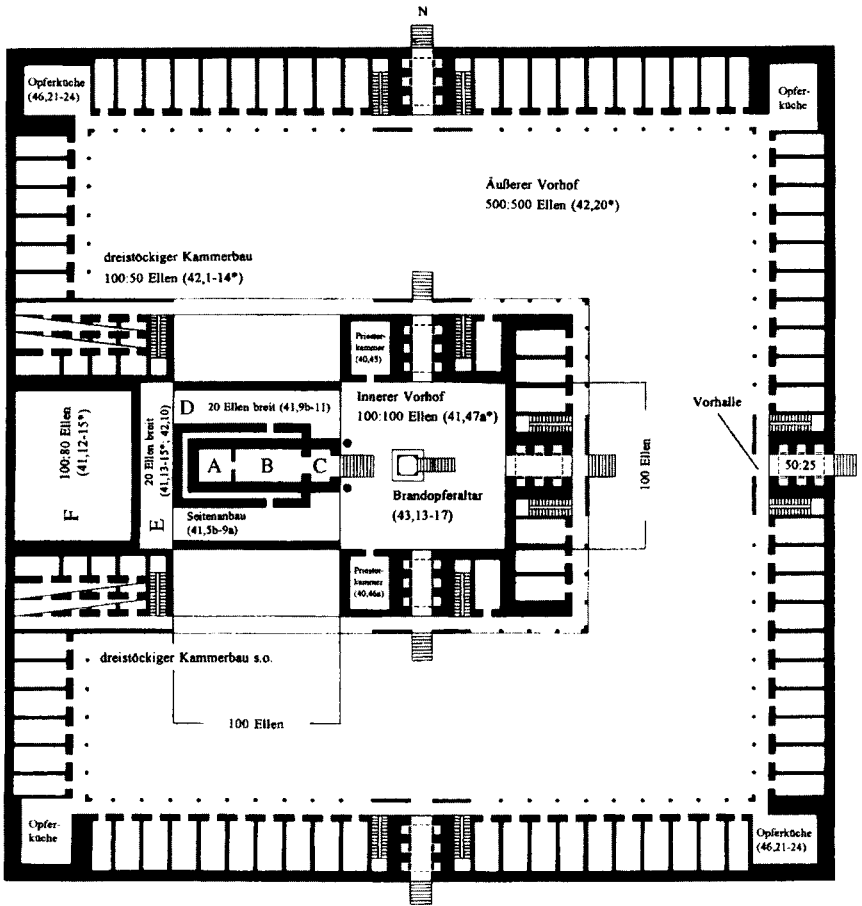 N
Opferküche
(46,21-24)
Opfer-
küche
Äußerer Vorhof
500:500 Ellen (42,20*)
dreistöckiger Kammerbau
100:50 Ellen (42,1-14*)
Priester-
kammer
(40,45)
Innerer Vorhof
100:100 Ellen (41,47a*)
Vorhalle
D
20 Ellen breit (41,9b-11)
100:80 Ellen
(41,12-15*)
F
20 Ellen breit
(41,13-15*; 42,10)
E
A
B
C
100 Ellen
50:25
Brandopferaltar
(43,13-17)
Seitenanbau
(41,5b-9a)
Priester-
kammer
(40,46a)
dreistöckiger Kammerbau s.o.
100 Ellen
Opfer-
küche
Opferküche
(46,21-24)